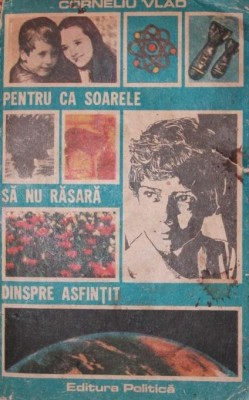 CORNELIU VLAD
PENTRU CA SOARELE
SĂ NU RĂSARĂ
DINSPRE ASFINȚIT
Editura Politică